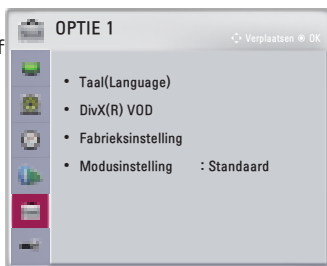 f
OPTIE 1
Verplaatsen OK
• Taal(Language)
• DivX(R) VOD
• Fabrieksinstelling
• Modusinstelling : Standaard